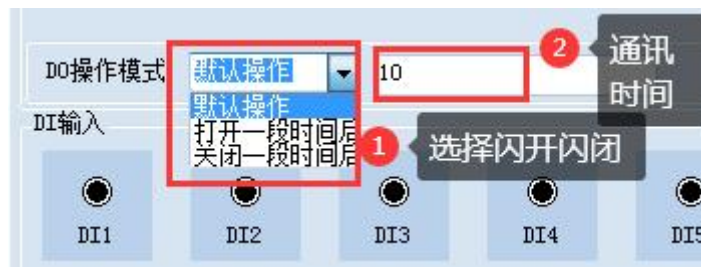 DO操作模式 默认操作 10
默认操作
打开一段时间后
关闭一段时间后
2 通讯
时间
DI输入
1 选择闪开闪闭
DI1 DI2 DI3 DI4 DI5